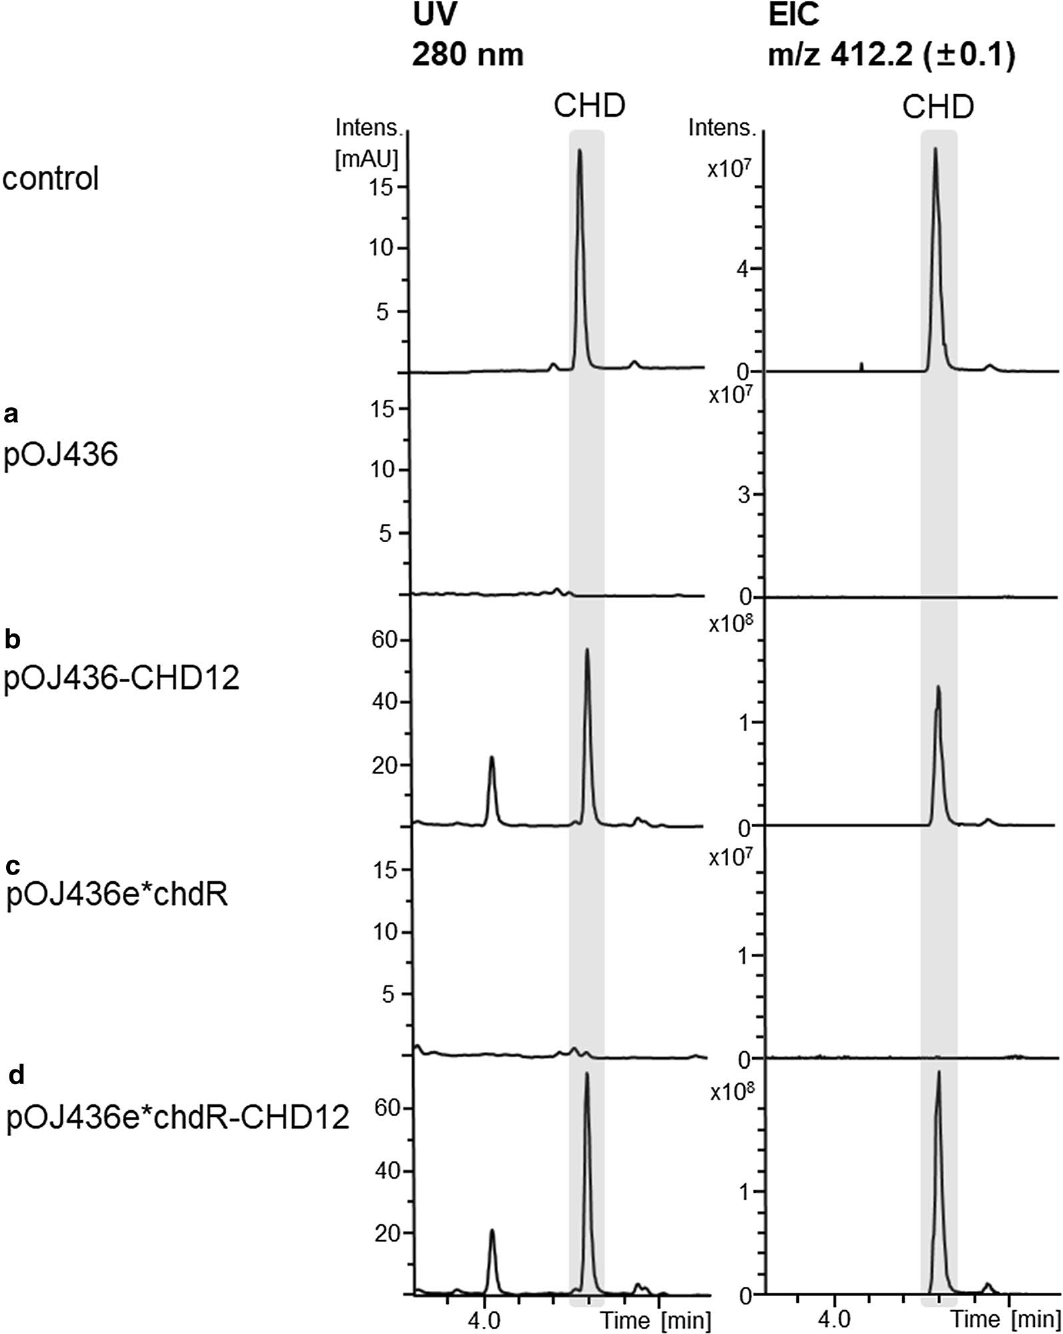 UV
280 nm
EIC
m/z 412.2 (±0.1)
CHD
CHD
control
Intens.
[mAU]
15
10
5
Intens.
x10⁷
4
0
a
pOJ436
15
10
5
x10⁷
3
0
b
pOJ436-CHD12
60
40
20
x10⁸
1
0
c
pOJ436e*chdR
15
10
5
x10⁷
1
0
d
pOJ436e*chdR-CHD12
60
40
20
x10⁸
1
0
4.0 Time [min]
4.0 Time [min]